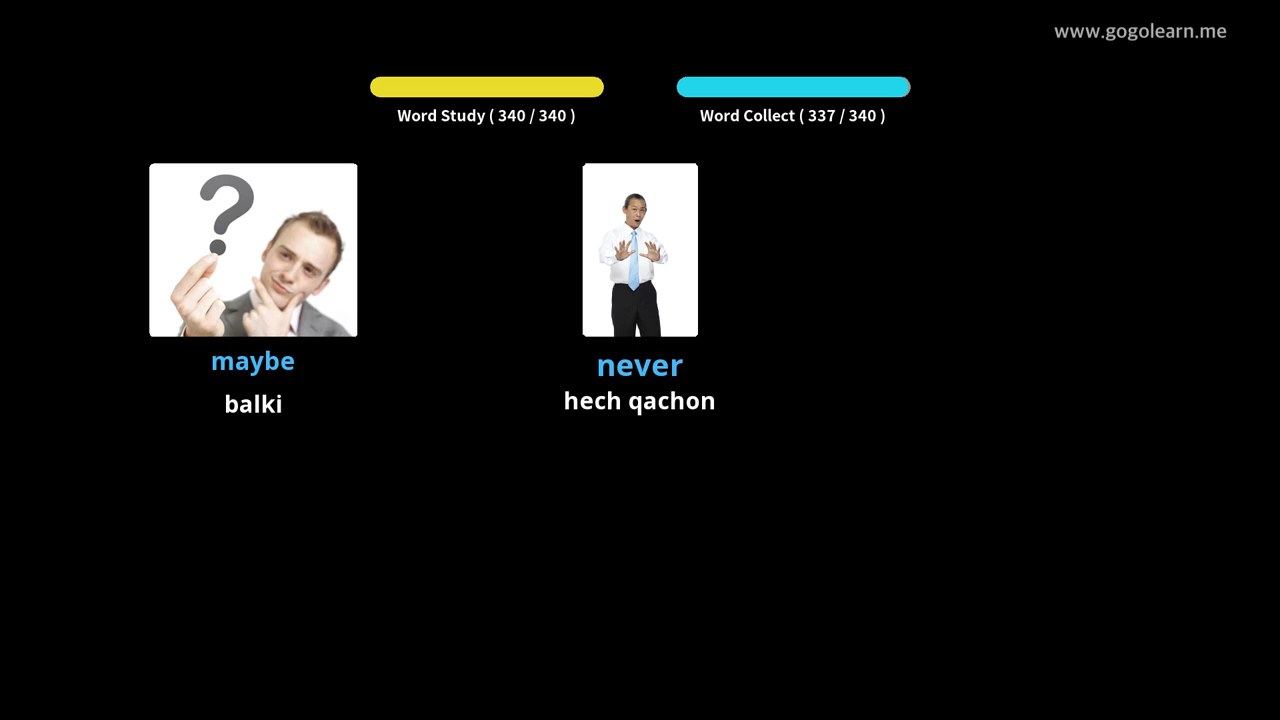 www.gogolearn.me
Word Study ( 340 / 340 )
Word Collect ( 337 / 340 )
?
maybe
balki
never
hech qachon